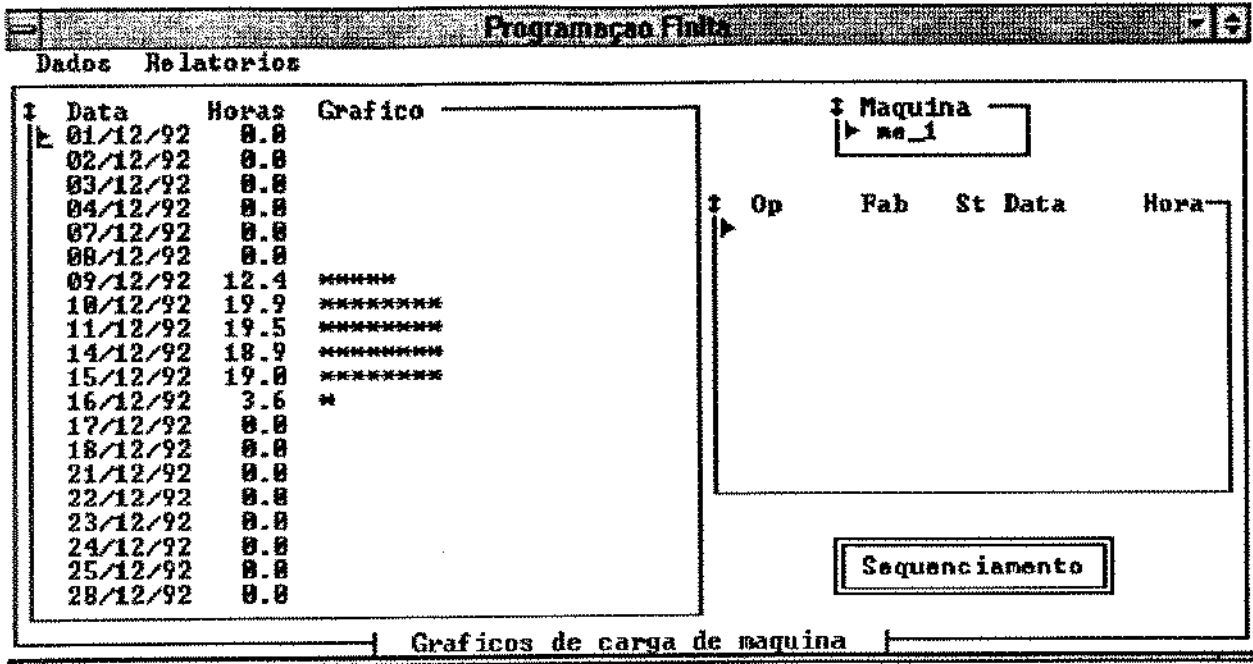 Programaçao Finita
Dados Relatorios
Data Horas Grafico
01/12/92 0.0
02/12/92 0.0
03/12/92 0.0
04/12/92 0.0
07/12/92 0.0
08/12/92 0.0
09/12/92 12.4 *****
10/12/92 19.9 ********
11/12/92 19.5 ********
14/12/92 18.9 ********
15/12/92 19.0 ********
16/12/92 3.6 *
17/12/92 0.0
18/12/92 0.0
21/12/92 0.0
22/12/92 0.0
23/12/92 0.0
24/12/92 0.0
25/12/92 0.0
28/12/92 0.0
Maquina
me_1
Op Fab St Data Hora
Sequenciamento
Graficos de carga de maquina